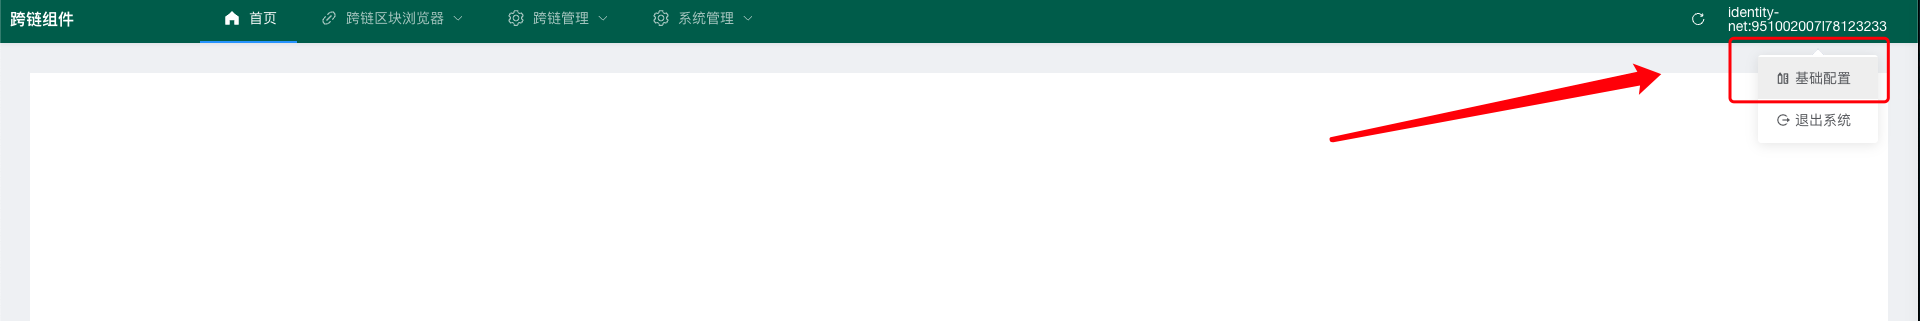 跨链组件
首页
跨链区块浏览器
跨链管理
系统管理
identity-
net:951002007l78123233
基础配置
退出系统